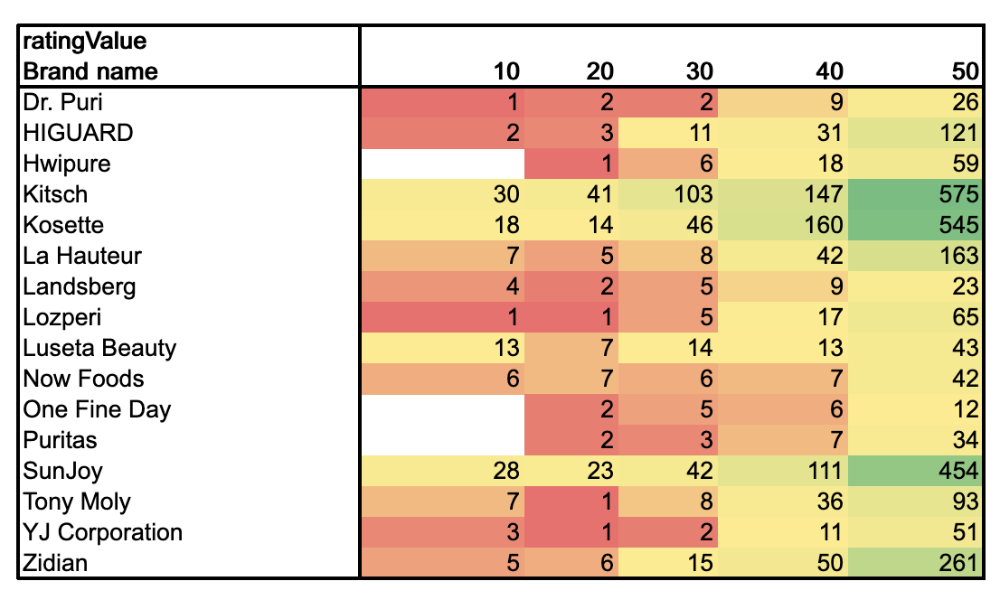 ratingValue
Brand name 10 20 30 40 50
Dr. Puri 1 2 2 9 26
HIGUARD 2 3 11 31 121
Hwipure 1 6 18 59
Kitsch 30 41 103 147 575
Kosette 18 14 46 160 545
La Hauteur 7 5 8 42 163
Landsberg 4 2 5 9 23
Lozperi 1 1 5 17 65
Luseta Beauty 13 7 14 13 43
Now Foods 6 7 6 7 42
One Fine Day 2 5 6 12
Puritas 2 3 7 34
SunJoy 28 23 42 111 454
Tony Moly 7 1 8 36 93
YJ Corporation 3 1 2 11 51
Zidian 5 6 15 50 261